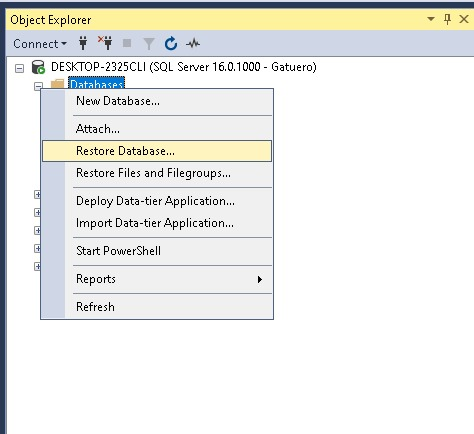 Object Explorer
Connect
DESKTOP-2325CLI (SQL Server 16.0.1000 - Gatuero)
Databases
New Database...
Attach...
Restore Database...
Restore Files and Filegroups...
Deploy Data-tier Application...
Import Data-tier Application...
Start PowerShell
Reports
Refresh